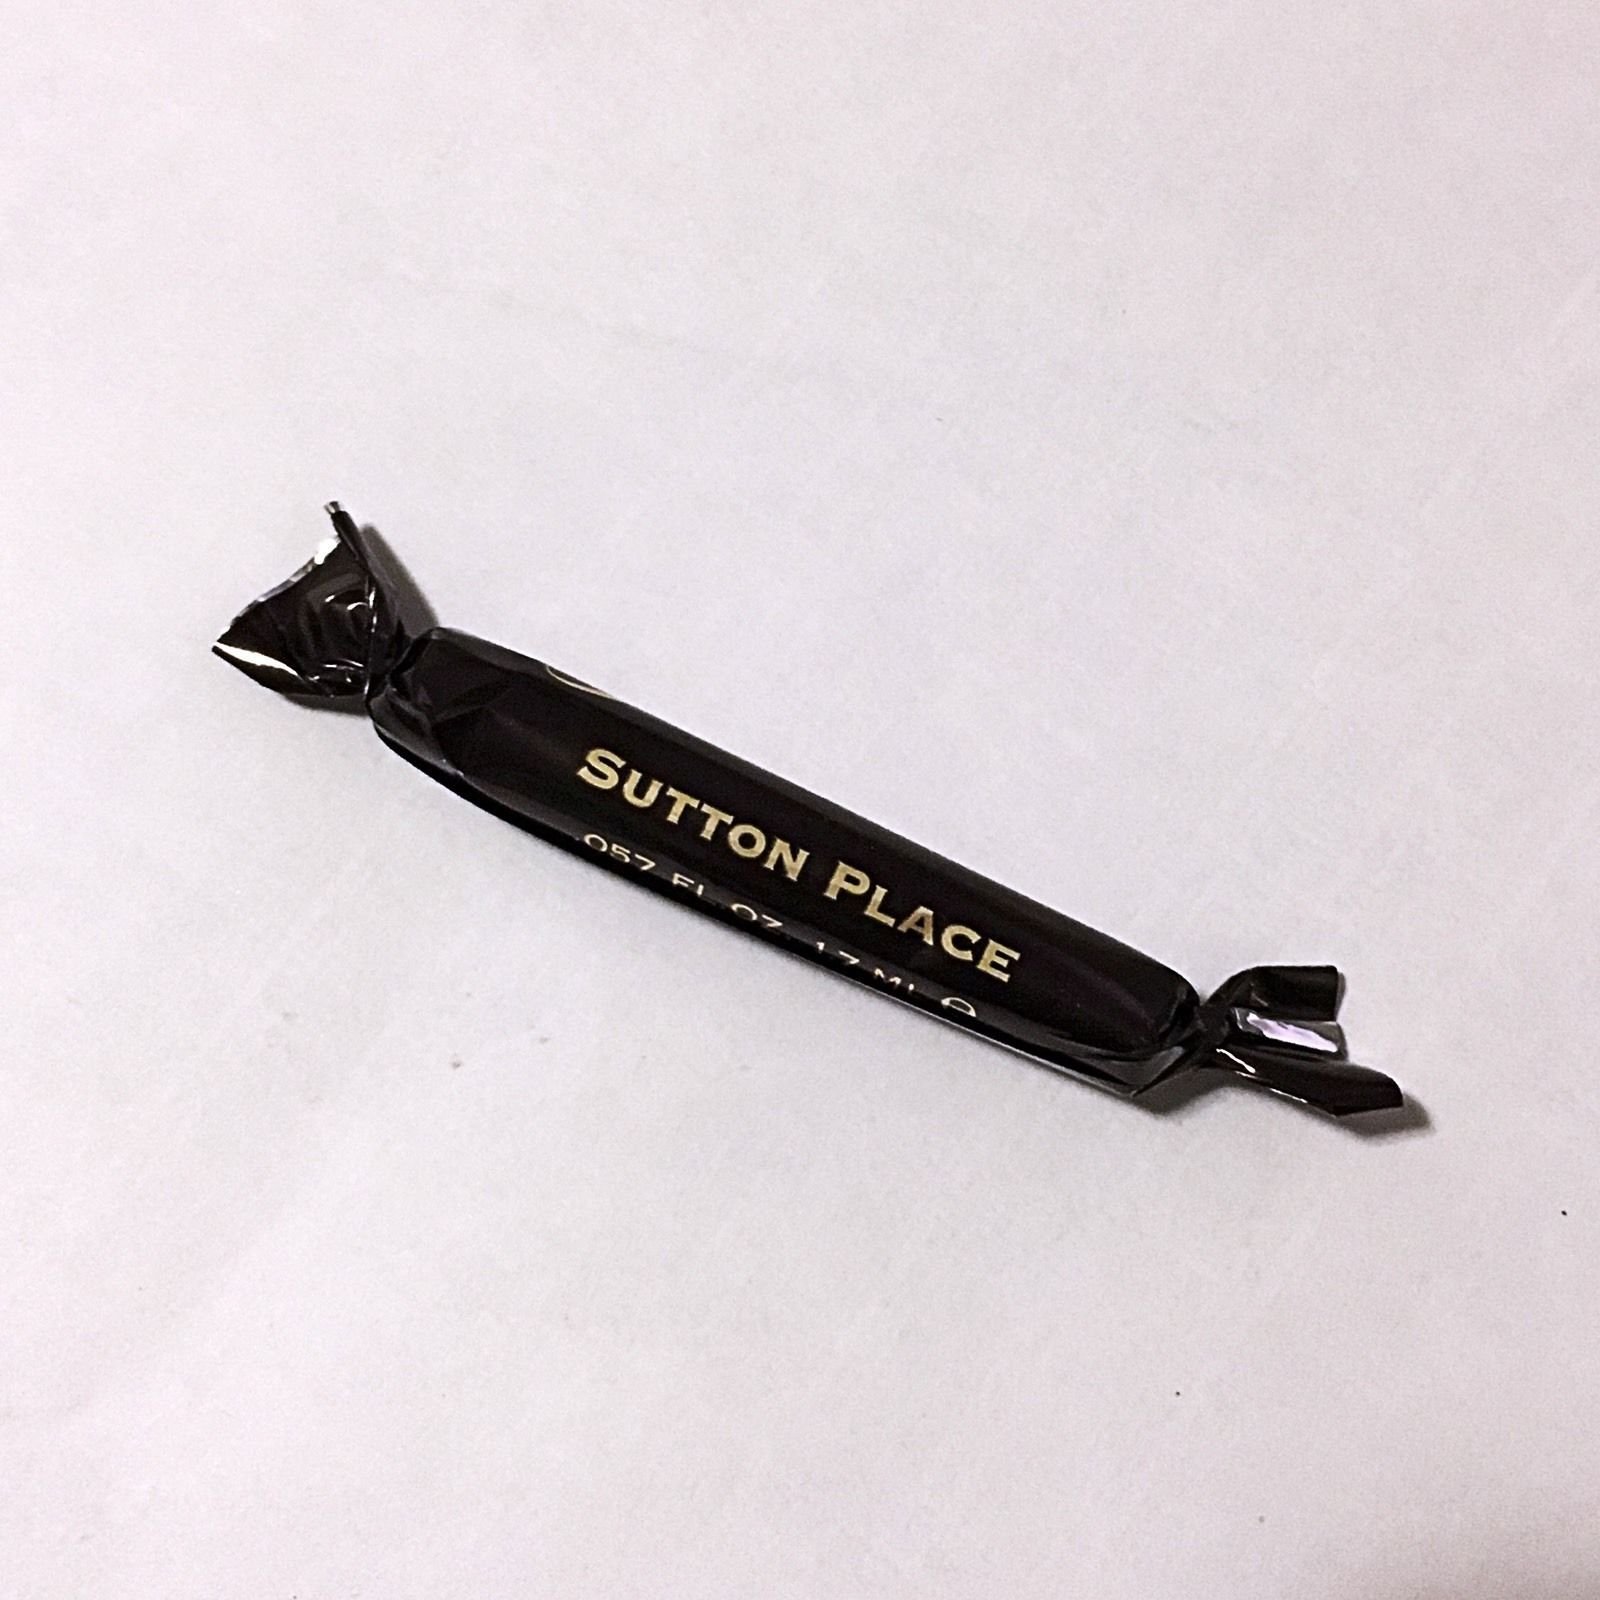 SUTTON PLACE
.057 FL OZ 1.7 ML ℮